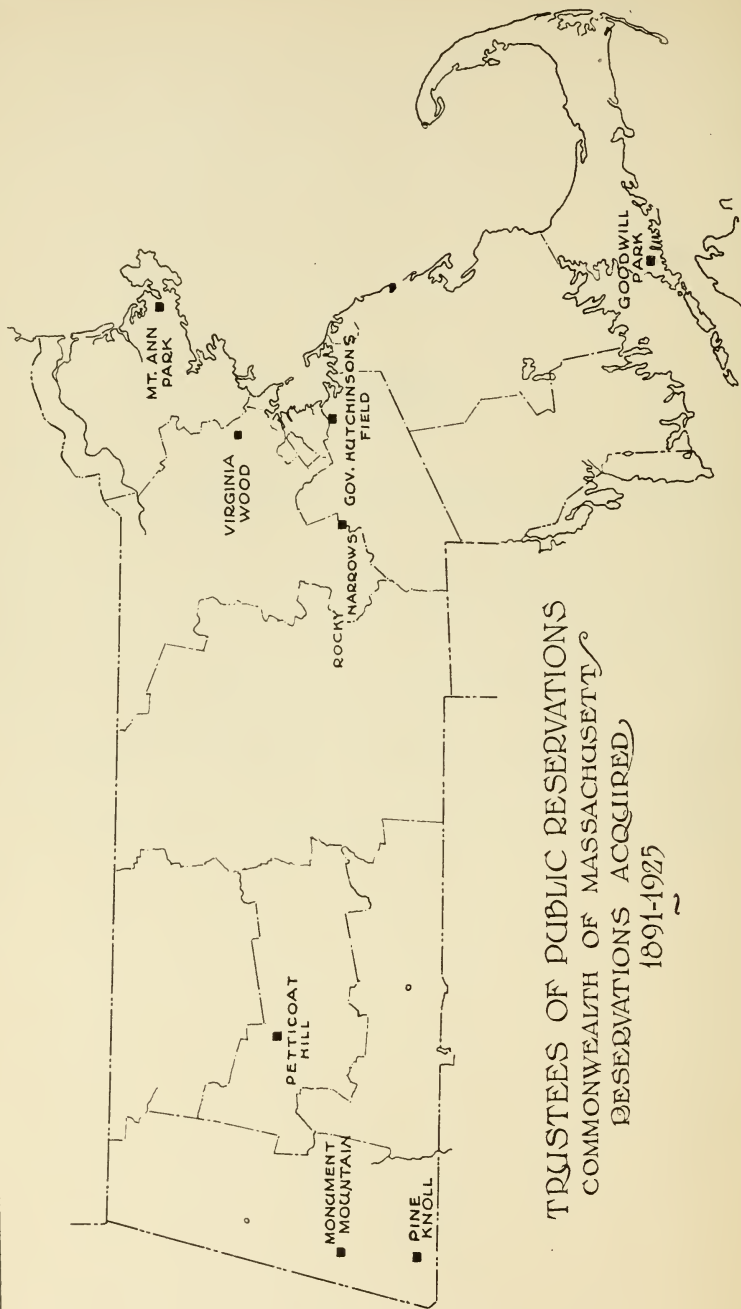 MT. ANN
PARK
VIRGINIA
WOOD
GOV. HUTCHINSONS
FIELD
ROCKY
NARROWS
GOODWILL
PARK
PETTICOAT
HILL
MONUMENT
MOUNTAIN
PINE
KNOLL
TRUSTEES OF PUBLIC RESERVATIONS
COMMONWEALTH OF MASSACHUSETTS
RESERVATIONS ACQUIRED
1891-1925